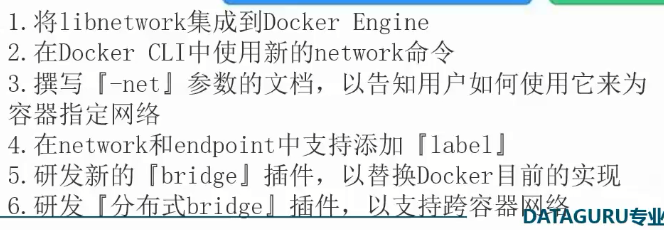 1.将libnetwork集成到Docker Engine
2.在Docker CLI中使用新的network命令
3.撰写『-net』参数的文档，以告知用户如何使用它来为
容器指定网络
4.在network和endpoint中支持添加『label』
5.研发新的『bridge』插件，以替换Docker目前的实现
6.研发『分布式bridge』插件，以支持跨容器网络
DATAGURU专业